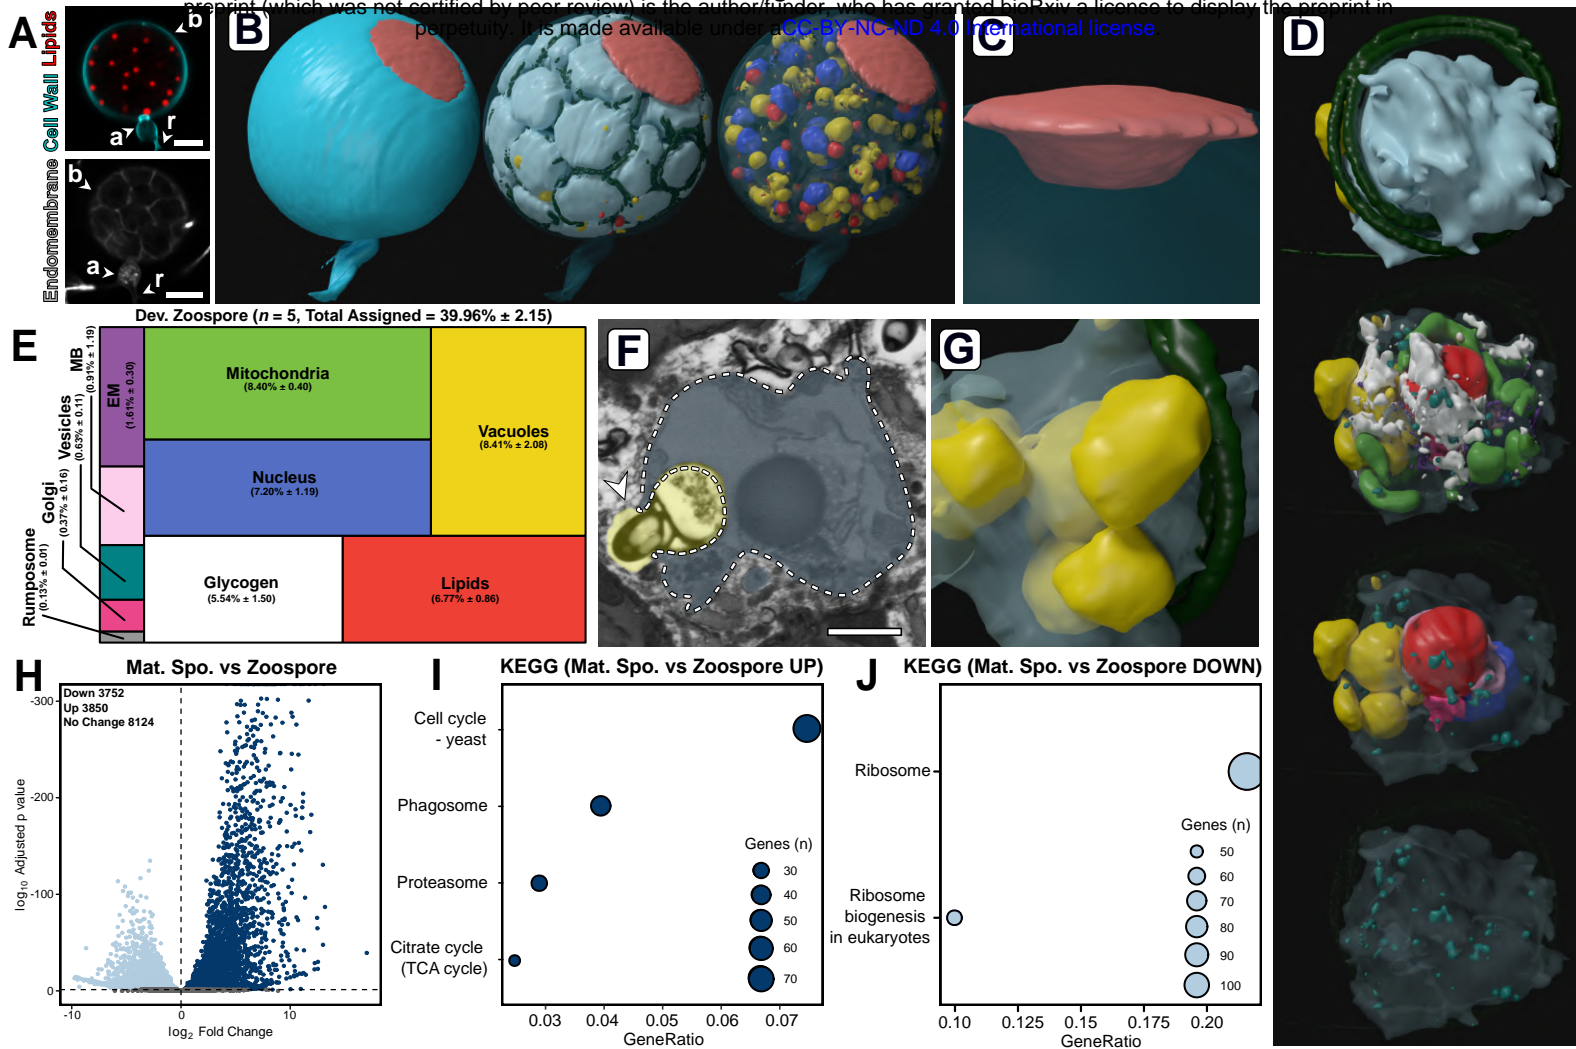 preprint (which was not certified by peer review) is the author/funder, who has granted bioRxiv a license to display the preprint in
perpetuity. It is made available under aCC-BY-NC-ND 4.0 International license.
A
Cell Wall Lipids
b
a
r
Endomembrane
b
a
r
B
C
D
E
Dev. Zoospore (n = 5, Total Assigned = 39.96% ± 2.15)
Rumposome
(0.13% ± 0.01)
Golgi
(0.37% ± 0.16)
Vesicles
(0.63% ± 0.11)
MB
(0.91% ± 1.19)
EM
(1.61% ± 0.30)
Mitochondria
(8.40% ± 0.40)
Nucleus
(7.20% ± 1.19)
Vacuoles
(8.41% ± 2.08)
Glycogen
(5.54% ± 1.50)
Lipids
(6.77% ± 0.86)
F
G
H
Mat. Spo. vs Zoospore
Down 3752
Up 3850
No Change 8124
log10 Adjusted p value
-300
-200
-100
0
-10
0
10
log2 Fold Change
I
KEGG (Mat. Spo. vs Zoospore UP)
Cell cycle
- yeast
Phagosome
Proteasome
Citrate cycle
(TCA cycle)
Genes (n)
30
40
50
60
70
0.03
0.04
0.05
0.06
0.07
GeneRatio
J
KEGG (Mat. Spo. vs Zoospore DOWN)
Ribosome
Ribosome
biogenesis
in eukaryotes
Genes (n)
50
60
70
80
90
100
0.10
0.125
0.15
0.175
0.20
GeneRatio